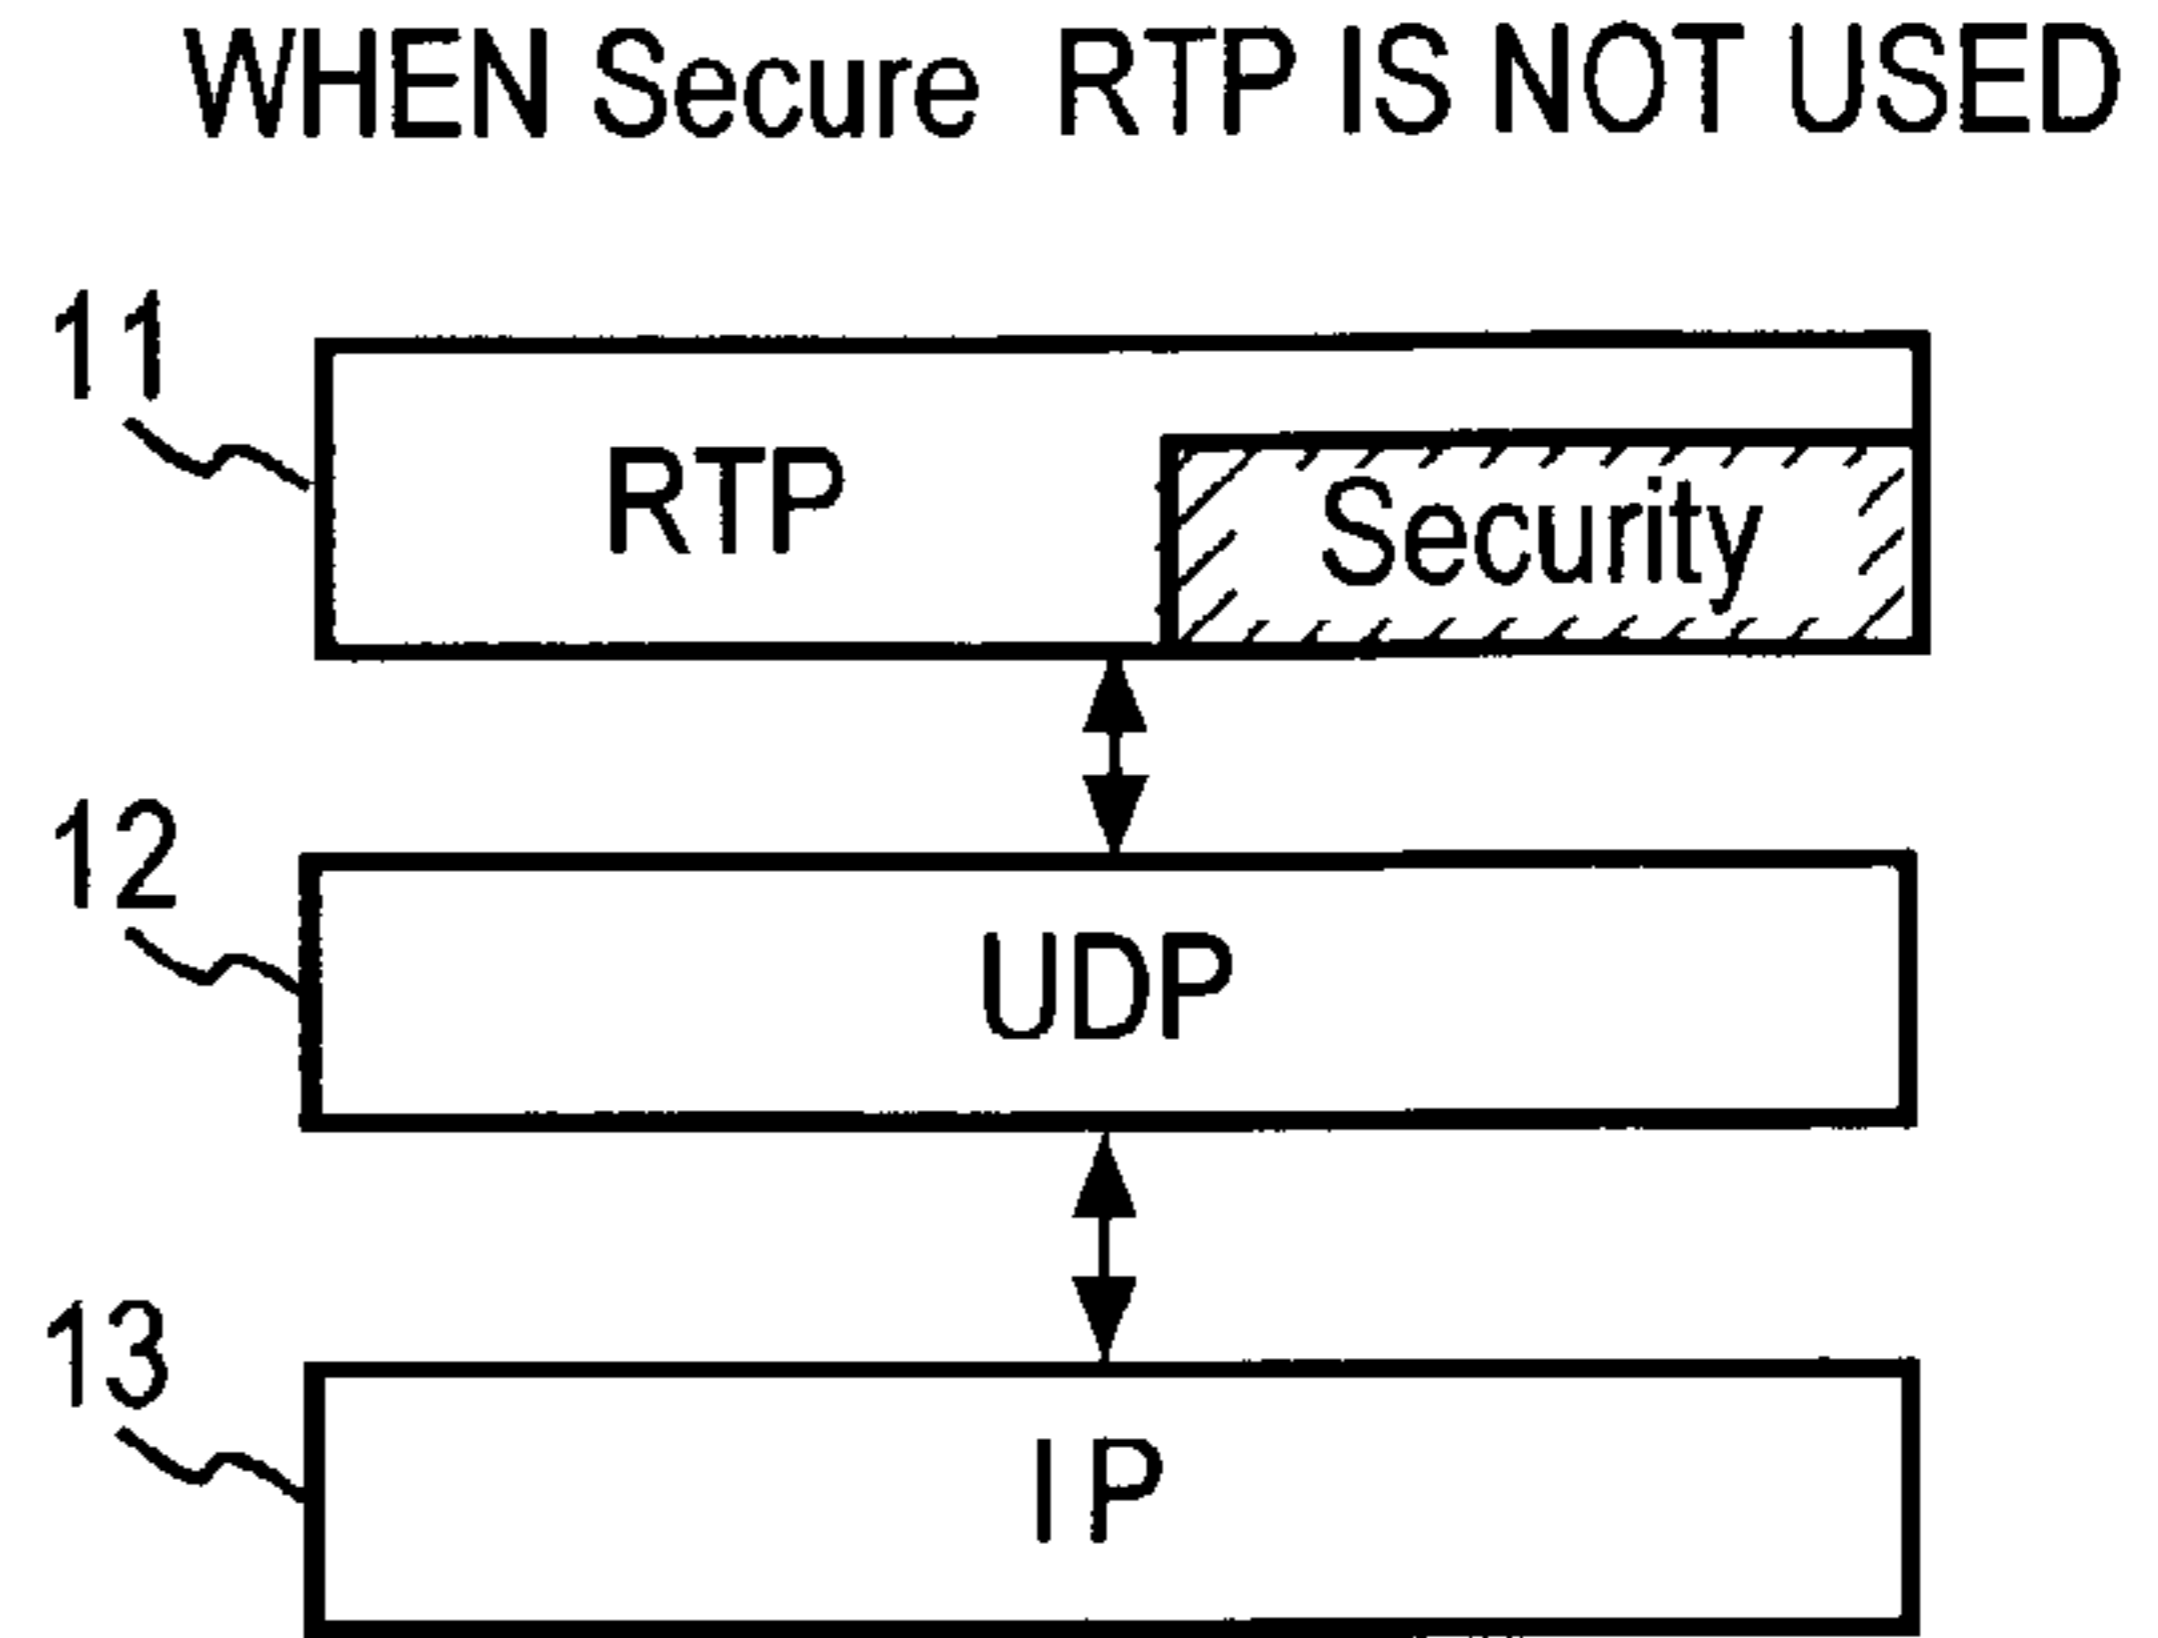 WHEN Secure RTP IS NOT USED
11
RTP
Security
12
UDP
13
IP